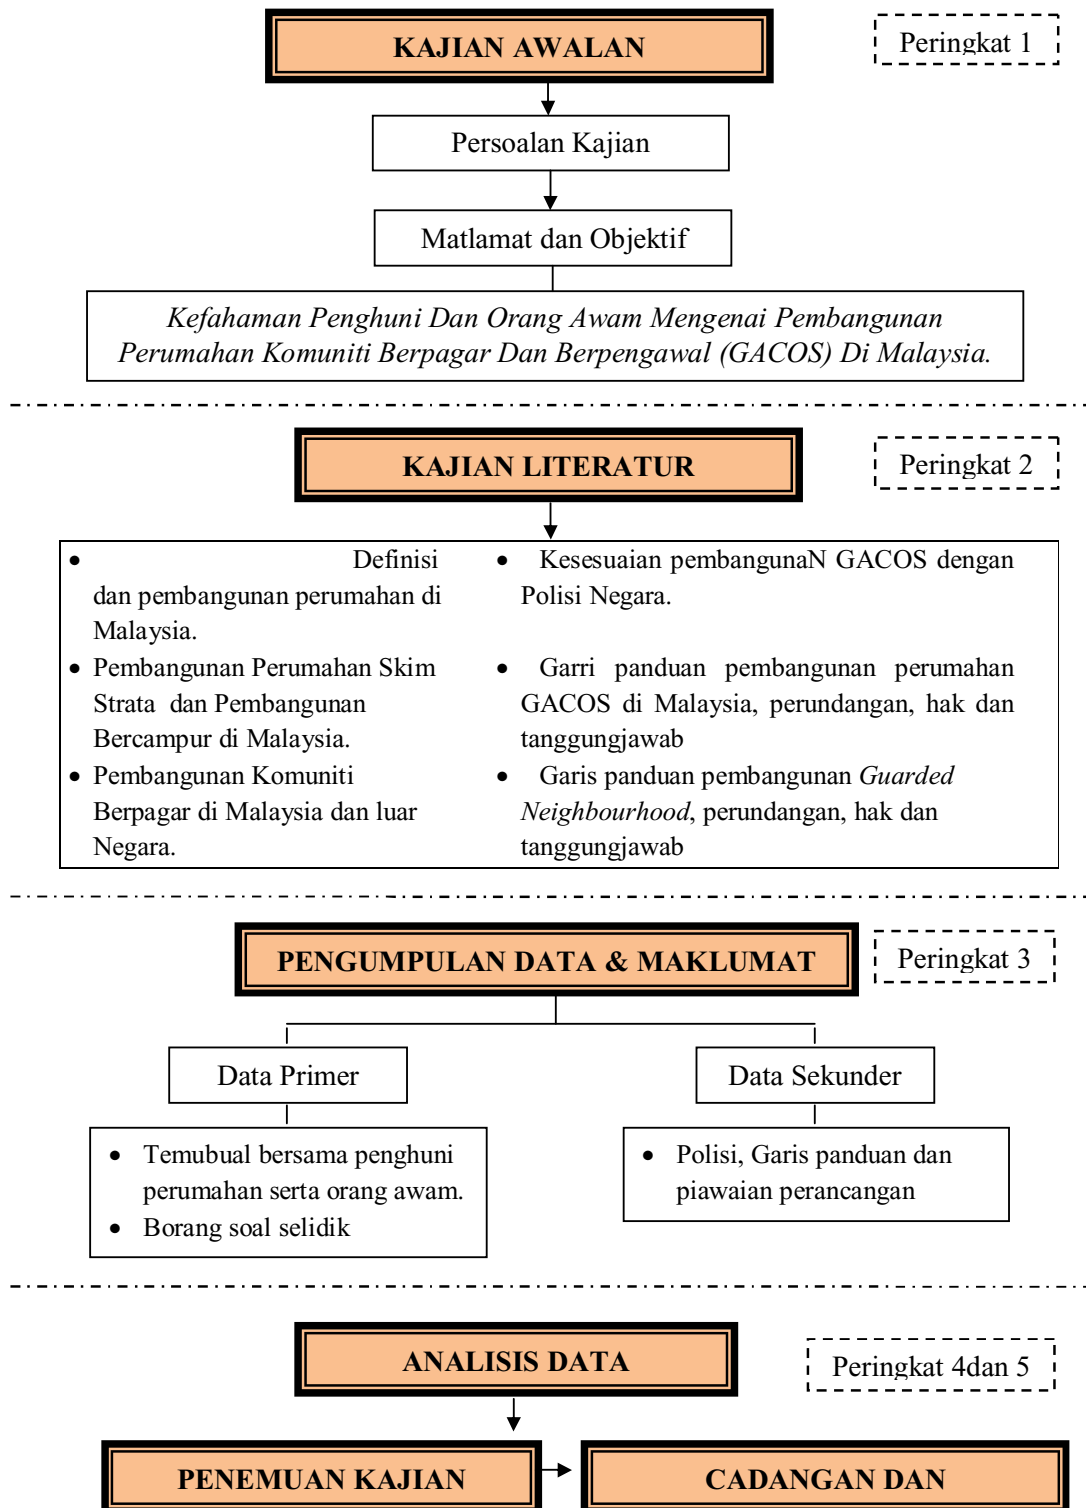 KAJIAN AWALAN
Peringkat 1
Persoalan Kajian
Matlamat dan Objektif
Kefahaman Penghuni Dan Orang Awam Mengenai Pembangunan
Perumahan Komuniti Berpagar Dan Berpengawal (GACOS) Di Malaysia.
KAJIAN LITERATUR
Peringkat 2
• Definisi
dan pembangunan perumahan di
Malaysia.
• Pembangunan Perumahan Skim
Strata dan Pembangunan
Bercampur di Malaysia.
• Pembangunan Komuniti
Berpagar di Malaysia dan luar
Negara.
• Kesesuaian pembangunaN GACOS dengan
Polisi Negara.
• Garri panduan pembangunan perumahan
GACOS di Malaysia, perundangan, hak dan
tanggungjawab
• Garis panduan pembangunan Guarded
Neighbourhood, perundangan, hak dan
tanggungjawab
PENGUMPULAN DATA & MAKLUMAT
Peringkat 3
Data Primer
Data Sekunder
• Temubual bersama penghuni
perumahan serta orang awam.
• Borang soal selidik
• Polisi, Garis panduan dan
piawaian perancangan
ANALISIS DATA
Peringkat 4dan 5
PENEMUAN KAJIAN
CADANGAN DAN